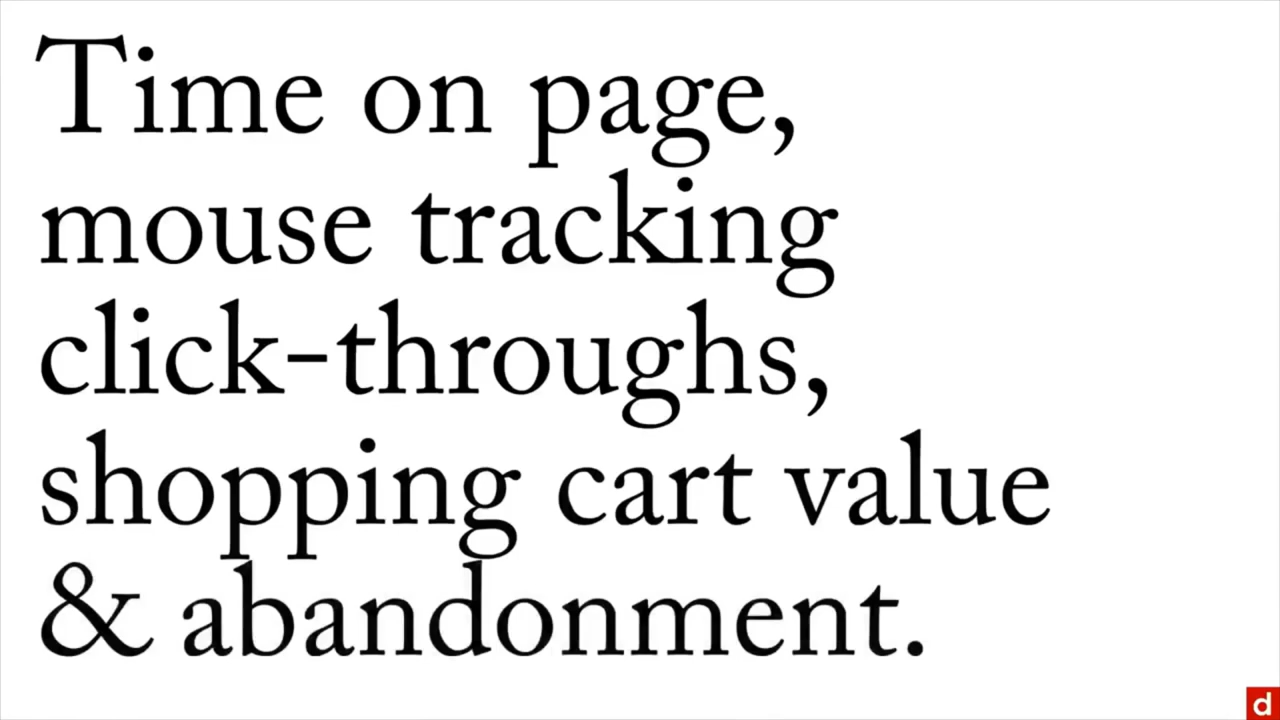 Time on page,
mouse tracking
click-throughs,
shopping cart value
& abandonment.
d